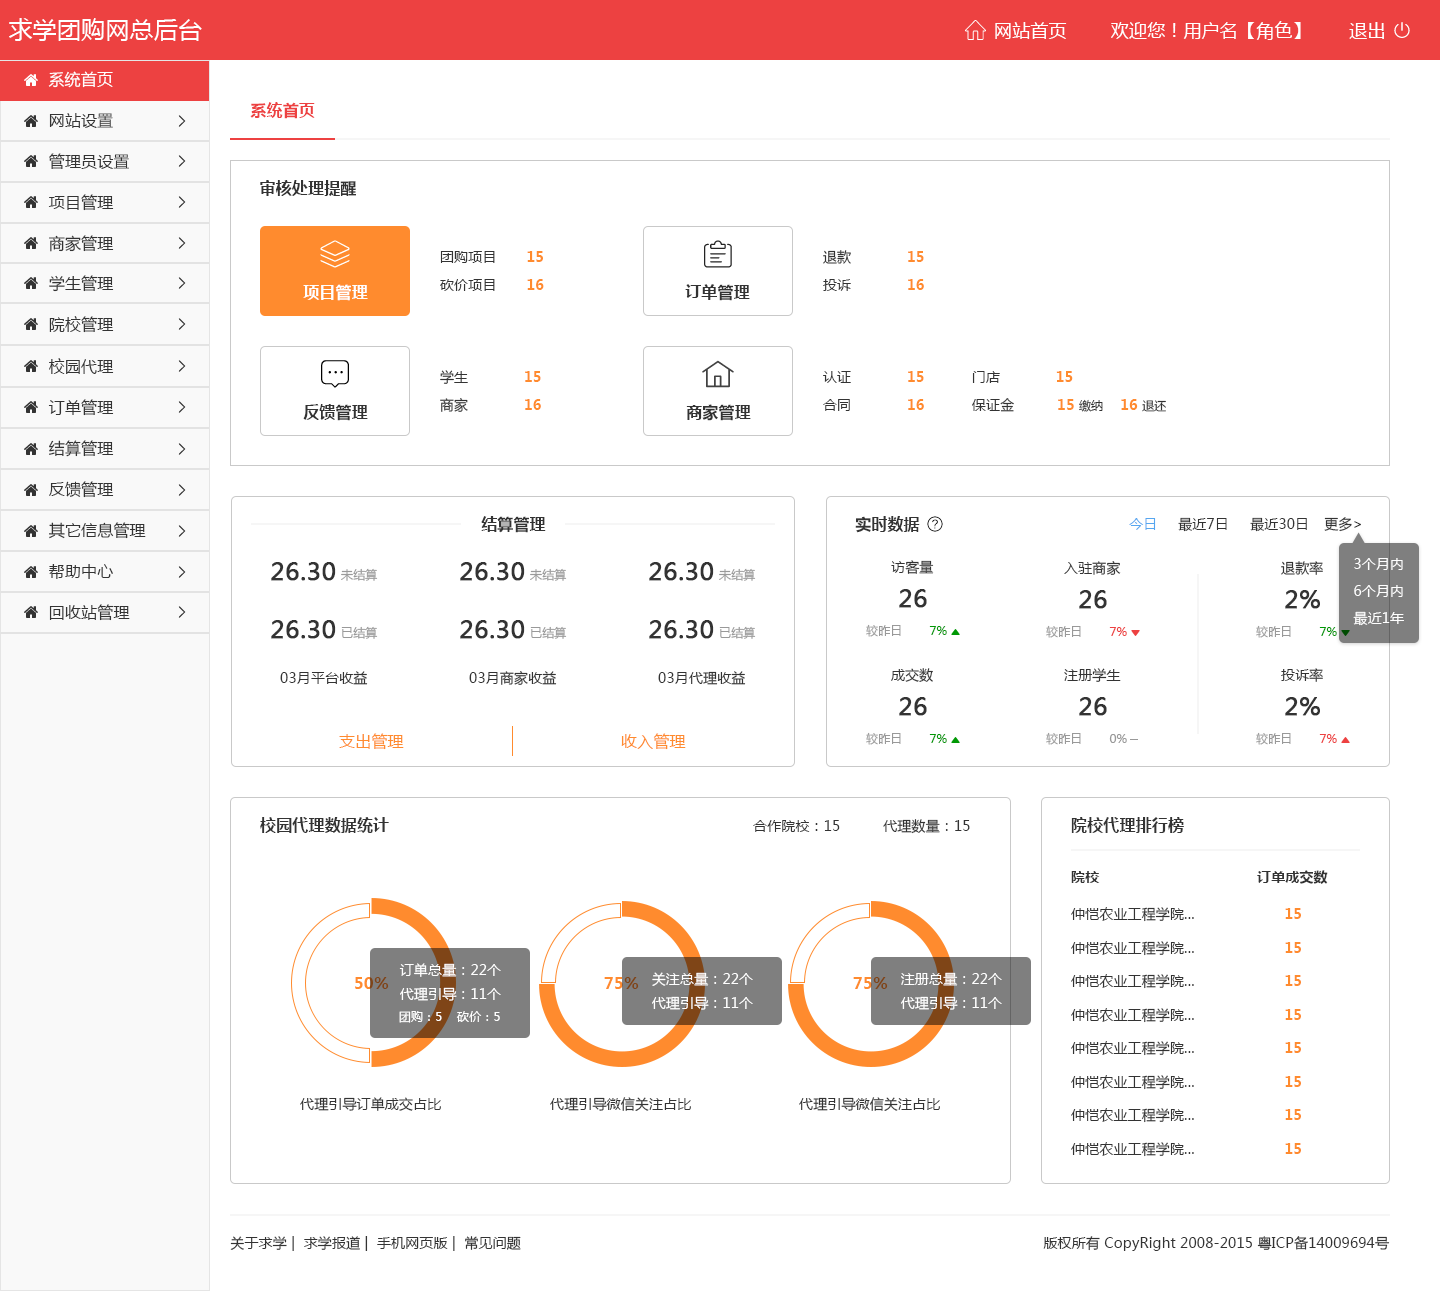 求学团购网总后台
网站首页 欢迎您！用户名【角色】 退出
系统首页
网站设置
管理员设置
项目管理
商家管理
学生管理
院校管理
校园代理
订单管理
结算管理
反馈管理
其它信息管理
帮助中心
回收站管理
系统首页
审核处理提醒
项目管理
团购项目 15
砍价项目 16
订单管理
退款 15
投诉 16
反馈管理
学生 15
商家 16
商家管理
认证 15 门店 15
合同 16 保证金 15 缴纳 16 退还
结算管理
26.30 未结算 26.30 未结算 26.30 未结算
26.30 已结算 26.30 已结算 26.30 已结算
03月平台收益 03月商家收益 03月代理收益
支出管理 收入管理
实时数据 ? 今日 最近7日 最近30日 更多>
3个月内
6个月内
最近1年
访客量 入驻商家 退款率
26 26 2%
较昨日 7% 较昨日 7% 较昨日 7%
成交数 注册学生 投诉率
26 26 2%
较昨日 7% 较昨日 0% 较昨日 7%
校园代理数据统计 合作院校：15 代理数量：15
50%
订单总量：22个
代理引导：11个
团购：5 砍价：5
代理引导订单成交占比
75%
关注总量：22个
代理引导：11个
代理引导微信关注占比
75%
注册总量：22个
代理引导：11个
代理引导微信关注占比
院校代理排行榜
院校 订单成交数
仲恺农业工程学院... 15
仲恺农业工程学院... 15
仲恺农业工程学院... 15
仲恺农业工程学院... 15
仲恺农业工程学院... 15
仲恺农业工程学院... 15
仲恺农业工程学院... 15
仲恺农业工程学院... 15
关于求学 | 求学报道 | 手机网页版 | 常见问题
版权所有 CopyRight 2008-2015 粤ICP备14009694号